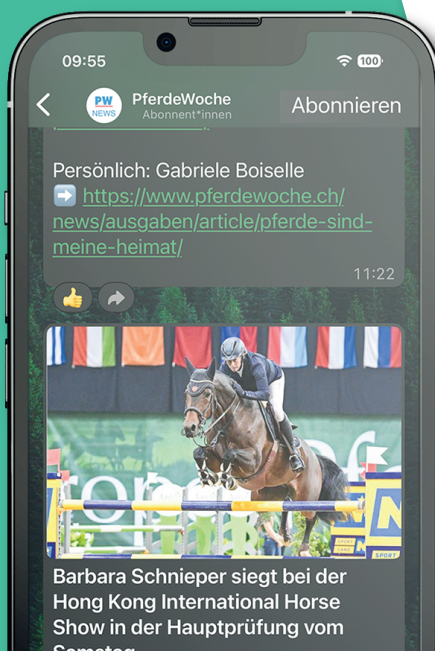 09:55
100
PW
NEWS
PferdeWoche
Abonnent*innen
Abonnieren
Persönlich: Gabriele Boiselle
➡️ https://www.pferdewoche.ch/
news/ausgaben/article/pferde-sind-
meine-heimat/
11:22
SPORT
Barbara Schnieper siegt bei der
Hong Kong International Horse
Show in der Hauptprüfung vom
Samstag